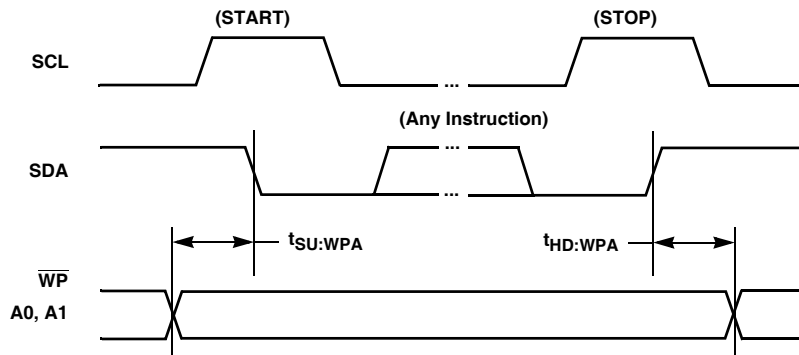 (START) (STOP)
SCL
...
(Any Instruction)
SDA
...
...
tSU:WPA tHD:WPA
WP
A0, A1